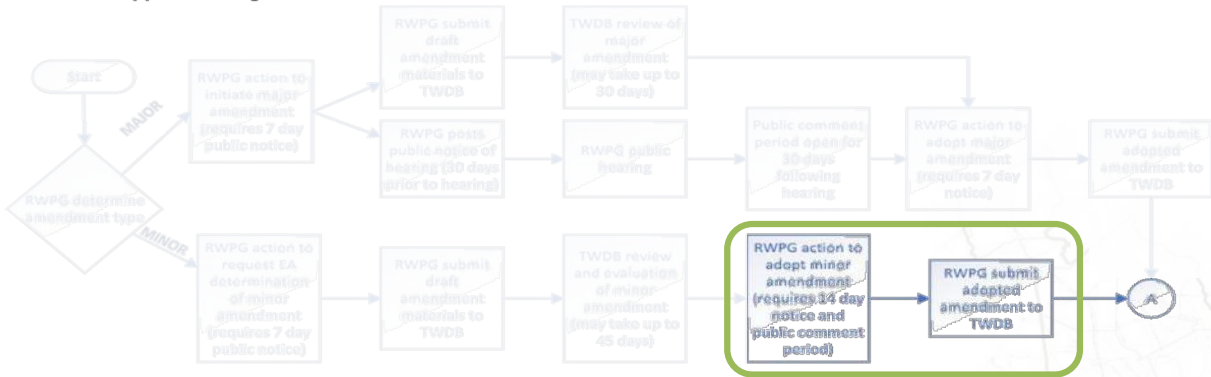 RWPG submit
draft
amendment
materials to
TWDB
TWDB review of
major
amendment
(may take up to
30 days)
Start
RWPG action to
initiate major
amendment
(requires 7 day
public notice)
MAJOR
RWPG posts
public notice of
hearing (30 days
prior to hearing)
RWPG public
hearing
Public comment
period open for
30 days
following
hearing
RWPG action to
adopt major
amendment
(requires 7 day
notice)
RWPG submit
adopted
amendment to
TWDB
RWPG determine
amendment type
MINOR
RWPG action to
request EA
determination
of minor
amendment
(requires 7 day
public notice)
RWPG submit
draft
amendment
materials to
TWDB
TWDB review
and evaluation
of minor
amendment
(may take up to
45 days)
RWPG action to
adopt minor
amendment
(requires 14 day
notice and
public comment
period)
RWPG submit
adopted
amendment to
TWDB
A